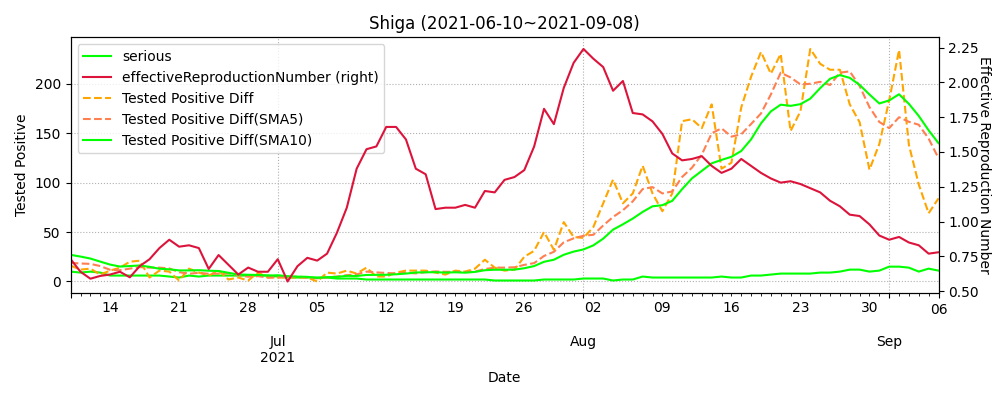 Shiga (2021-06-10~2021-09-08)
serious
effectiveReproductionNumber (right)
Tested Positive Diff
Tested Positive Diff(SMA5)
Tested Positive Diff(SMA10)
Tested Positive
200
150
100
50
0
2.25
2.00
1.75
1.50
1.25
1.00
0.75
0.50
Effective Reproduction Number
14 21 28 05 12 19 26 02 09 16 23 30 06
Jul Aug Sep
2021
Date